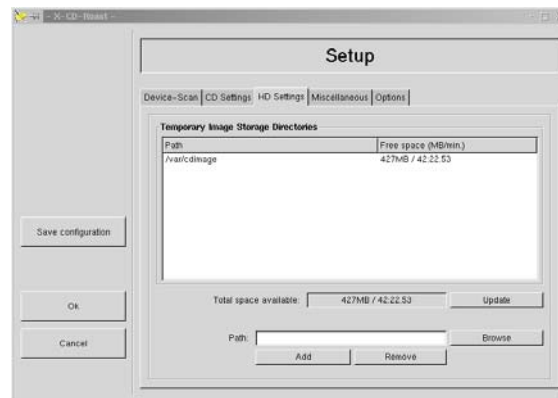 - X-CD-Roast -
Setup
Device-Scan CD Settings HD Settings Miscellaneous Options
Temporary Image Storage Directories
Path Free space (MB/min.)
/var/cdimage 427MB / 42:22.53
Save configuration
Total space available: 427MB / 42:22.53 Update
Ok
Path: Browse
Cancel
Add Remove